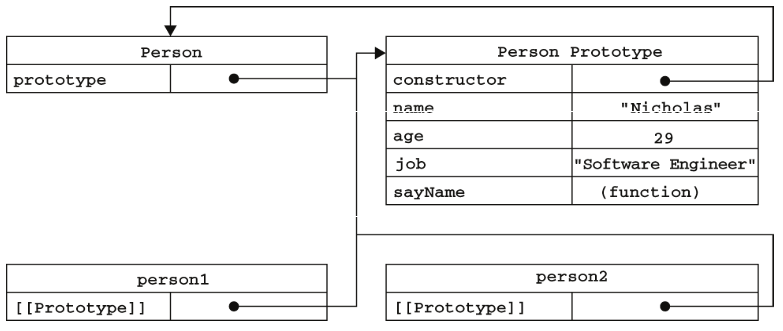 Person
prototype
Person Prototype
constructor
name "Nicholas"
age 29
job "Software Engineer"
sayName (function)
person1
[[Prototype]]
person2
[[Prototype]]